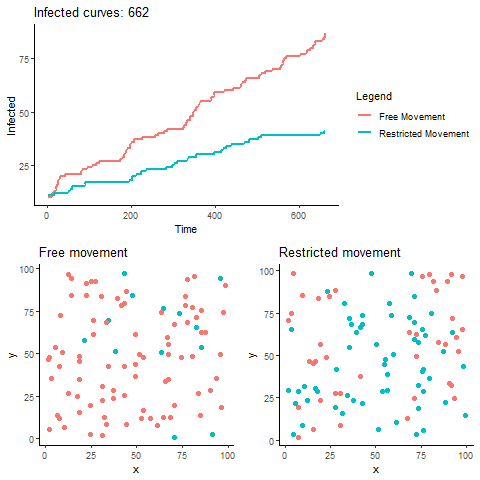 Infected curves: 662
Infected
75
50
25
0
200
400
600
Time
Legend
Free Movement
Restricted Movement
Free movement
y
100
75
50
25
0
0
25
50
75
100
x
Restricted movement
y
100
75
50
25
0
0
25
50
75
100
x